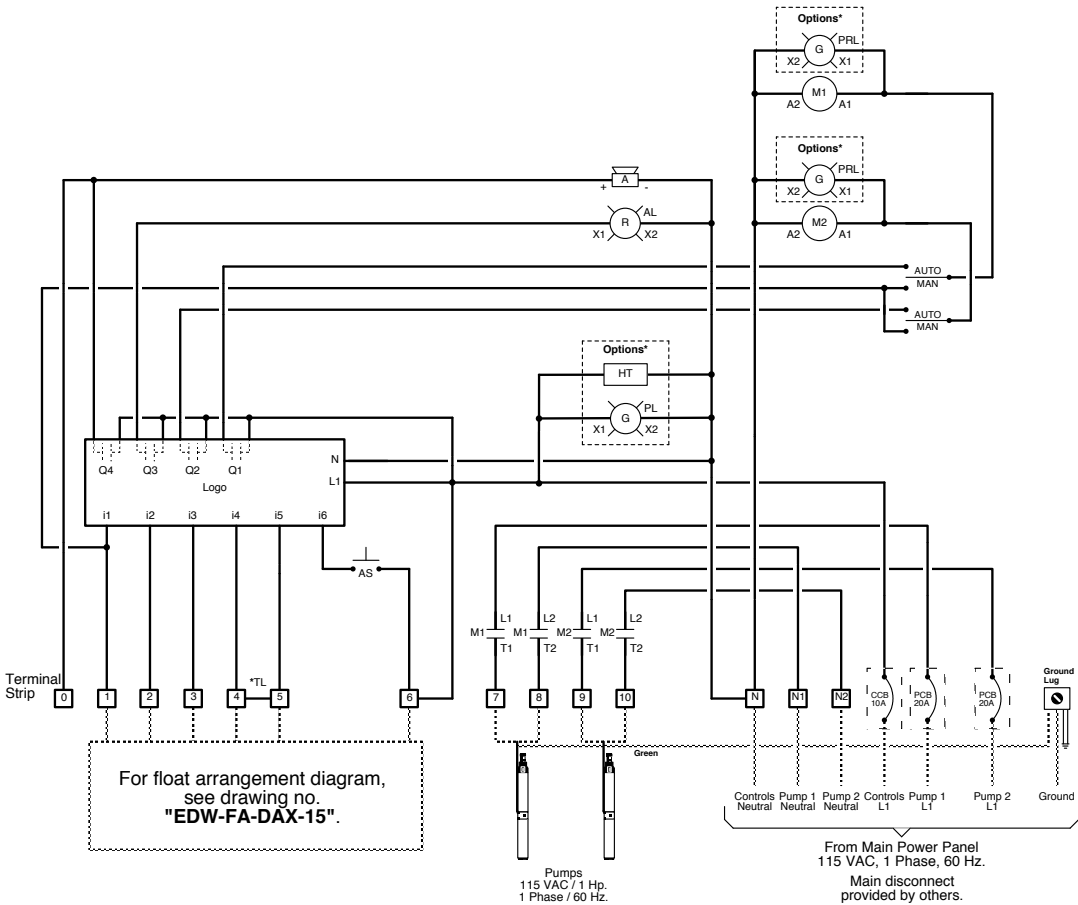 Options*
G
PRL
X2
X1
M1
A2
A1
Options*
G
PRL
X2
X1
M2
A2
A1
A
+
-
R
AL
X1
X2
AUTO
MAN
AUTO
MAN
Options*
HT
G
PL
X1
X2
Q4
Q3
Q2
Q1
N
Logo
L1
i1
i2
i3
i4
i5
i6
AS
M1
L1
T1
M1
L2
T2
M2
L1
T1
M2
L2
T2
Terminal
Strip
0
1
2
3
4
*TL
5
6
7
8
9
10
N
N1
N2
CCB
10A
PCB
20A
PCB
20A
Ground
Lug
Green
For float arrangement diagram,
see drawing no.
"EDW-FA-DAX-15".
Controls
Neutral
Pump 1
Neutral
Pump 2
Neutral
Controls
L1
Pump 1
L1
Pump 2
L1
Ground
From Main Power Panel
115 VAC, 1 Phase, 60 Hz.
Main disconnect
provided by others.
Pumps
115 VAC / 1 Hp.
1 Phase / 60 Hz.